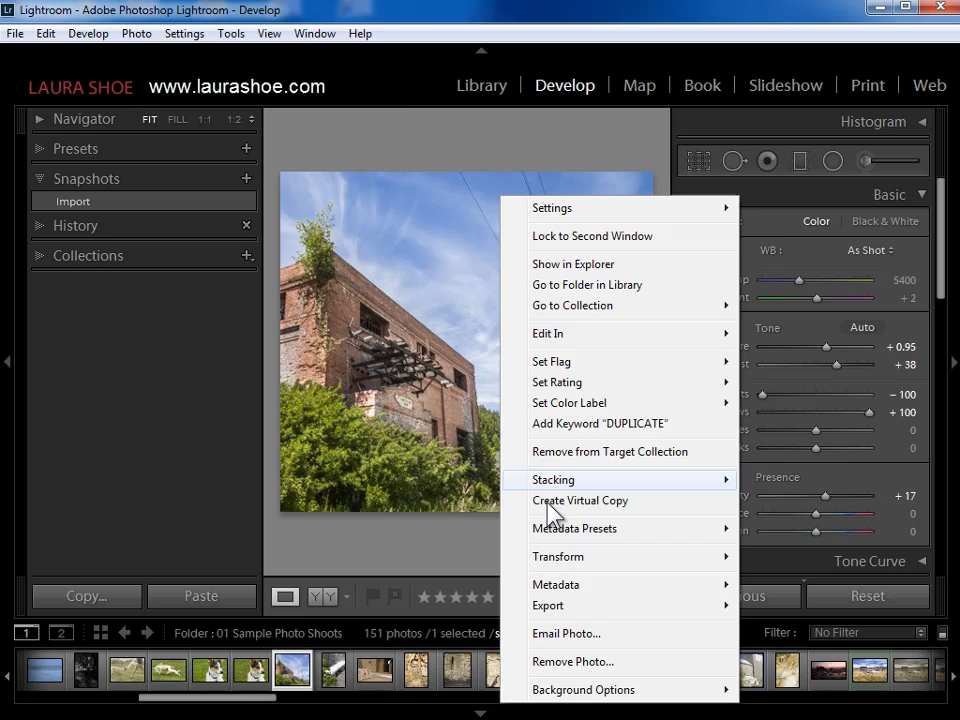 Lightroom - Adobe Photoshop Lightroom - Develop
File Edit Develop Photo Settings Tools View Window Help
LAURA SHOE www.laurashoe.com
Library Develop Map Book Slideshow Print Web
Navigator FIT FILL 1:1 1:2
Histogram
Presets
Snapshots
Import
History
Collections
Basic
Color Black & White
WB: As Shot
5400
+ 2
Tone Auto
+ 0.95
+ 38
- 100
+ 100
0
0
Presence
+ 17
0
0
Tone Curve
Settings
Lock to Second Window
Show in Explorer
Go to Folder in Library
Go to Collection
Edit In
Set Flag
Set Rating
Set Color Label
Add Keyword "DUPLICATE"
Remove from Target Collection
Stacking
Create Virtual Copy
Metadata Presets
Transform
Metadata
Export
Email Photo...
Remove Photo...
Background Options
Copy... Paste
Reset
1 2 Folder : 01 Sample Photo Shoots 151 photos /1 selected / Filter : No Filter